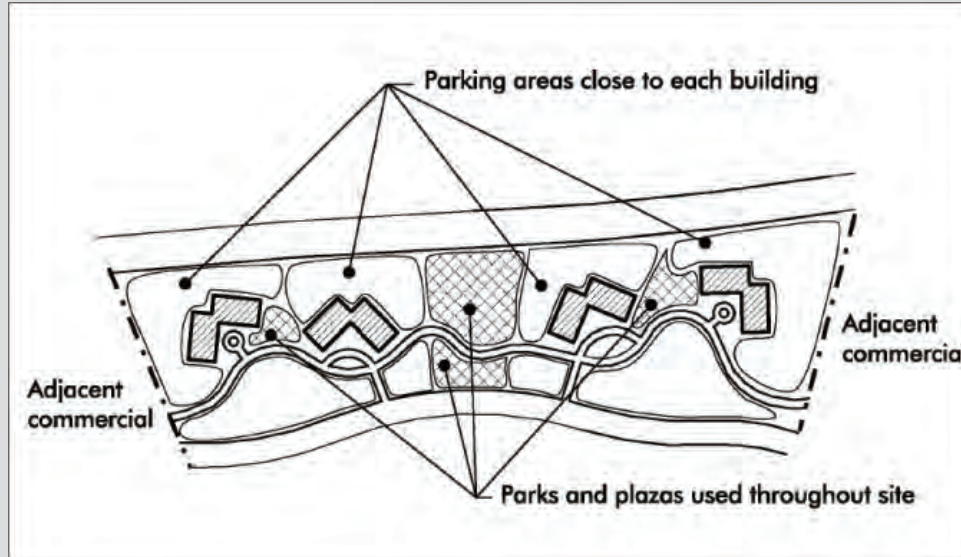 Parking areas close to each building
Adjacent
commercial
Adjacent
commercia
Parks and plazas used throughout site